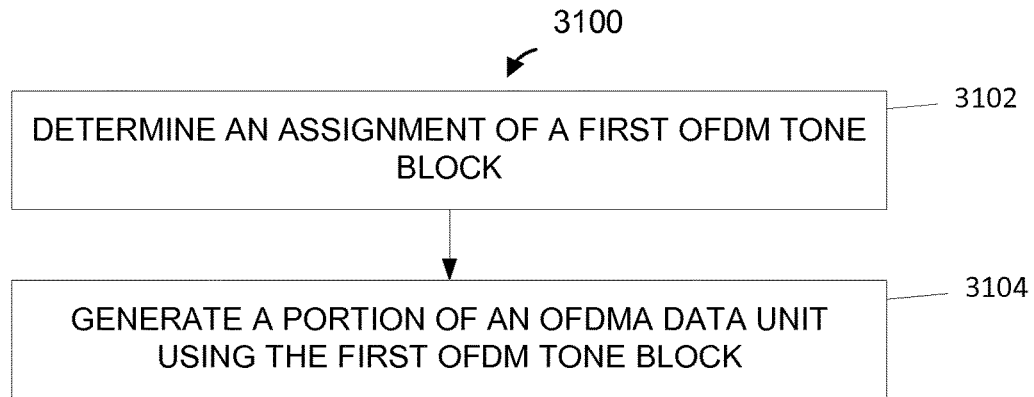 3100
3102
DETERMINE AN ASSIGNMENT OF A FIRST OFDM TONE
BLOCK
3104
GENERATE A PORTION OF AN OFDMA DATA UNIT
USING THE FIRST OFDM TONE BLOCK